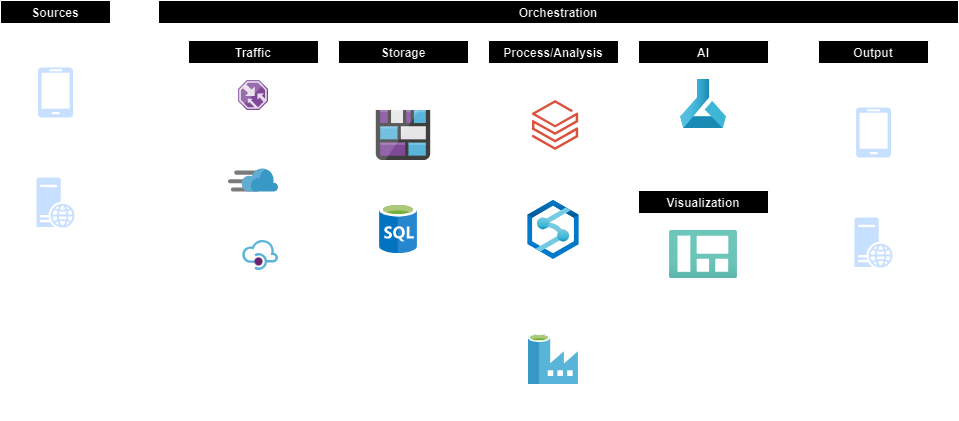 Sources
Orchestration
Traffic
Storage
Process/Analysis
AI
Output
Visualization
SQL